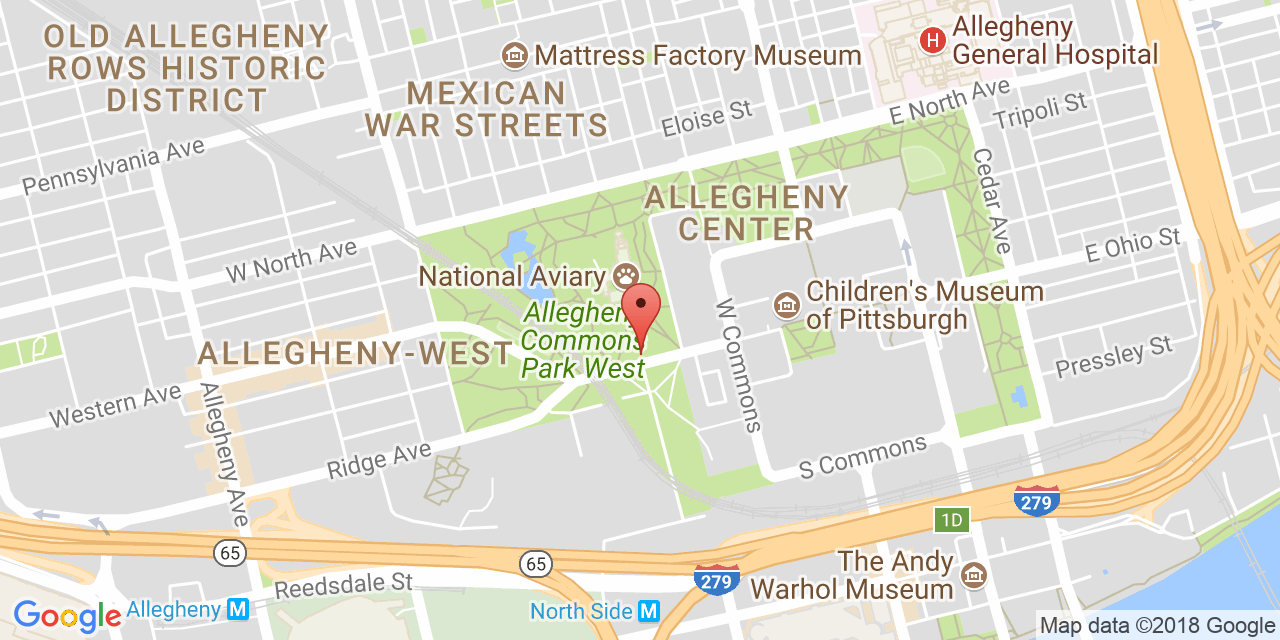 OLD ALLEGHENY
ROWS HISTORIC
DISTRICT
Mattress Factory Museum
Allegheny
General Hospital
H
MEXICAN
WAR STREETS
Eloise St
E North Ave
Tripoli St
Pennsylvania Ave
Cedar Ave
ALLEGHENY
CENTER
W North Ave
E Ohio St
National Aviary
Children's Museum
of Pittsburgh
Allegheny
Commons
Park West
W Commons
ALLEGHENY-WEST
Pressley St
Western Ave
Allegheny Ave
Ridge Ave
S Commons
279
1D
65
65
279
The Andy
Warhol Museum
Reedsdale St
Google
Allegheny M
North Side M
Map data ©2018 Google